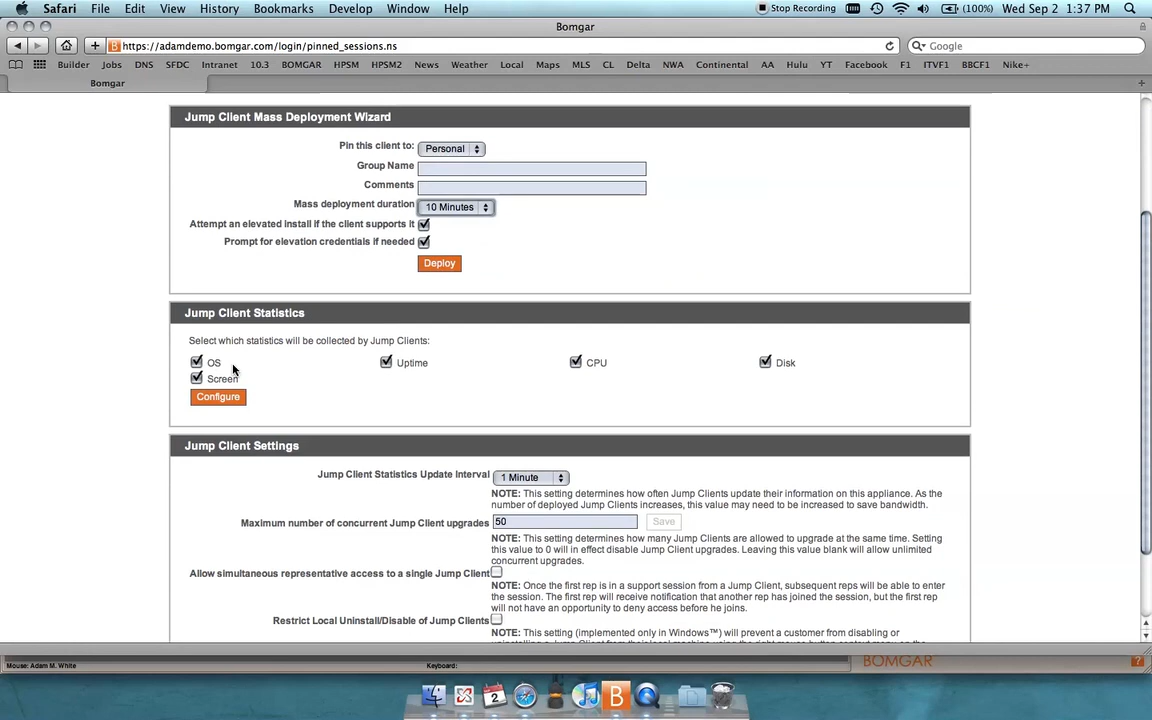 Safari File Edit View History Bookmarks Develop Window Help Stop Recording (100%) Wed Sep 2 1:37 PM
Bomgar
https://adamdemo.bomgar.com/login/pinned_sessions.ns Google
Builder Jobs DNS SFDC Intranet 10.3 BOMGAR HPSM HPSM2 News Weather Local Maps MLS CL Delta NWA Continental AA Hulu YT Facebook F1 ITVF1 BBCF1 Nike+
Bomgar
Jump Client Mass Deployment Wizard
Pin this client to: Personal
Group Name
Comments
Mass deployment duration 10 Minutes
Attempt an elevated install if the client supports it
Prompt for elevation credentials if needed
Deploy
Jump Client Statistics
Select which statistics will be collected by Jump Clients:
OS Uptime CPU Disk
Screen
Configure
Jump Client Settings
Jump Client Statistics Update Interval 1 Minute
NOTE: This setting determines how often Jump Clients update their information on this appliance. As the
number of deployed Jump Clients increases, this value may need to be increased to save bandwidth.
Maximum number of concurrent Jump Client upgrades 50 Save
NOTE: This setting determines how many Jump Clients are allowed to upgrade at the same time. Setting
this value to 0 will in effect disable Jump Client upgrades. Leaving this value blank will allow unlimited
concurrent upgrades.
Allow simultaneous representative access to a single Jump Client
NOTE: Once the first rep is in a support session from a Jump Client, subsequent reps will be able to enter
the session. The first rep will receive notification that another rep has joined the session, but the first rep
will not have an opportunity to deny access before he joins.
Restrict Local Uninstall/Disable of Jump Clients
NOTE: This setting (implemented only in Windows™) will prevent a customer from disabling or
Mouse: Adam M. White Keyboard: BOMGAR
2 B